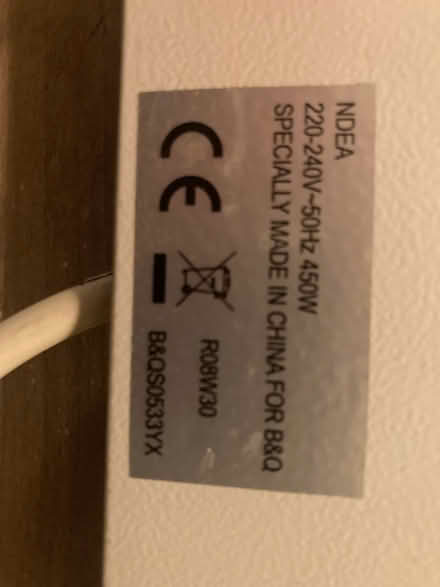 NDEA
220-240V~50Hz 450W
SPECIALLY MADE IN CHINA FOR B&Q
CE
R08W30
B&QS0533YX